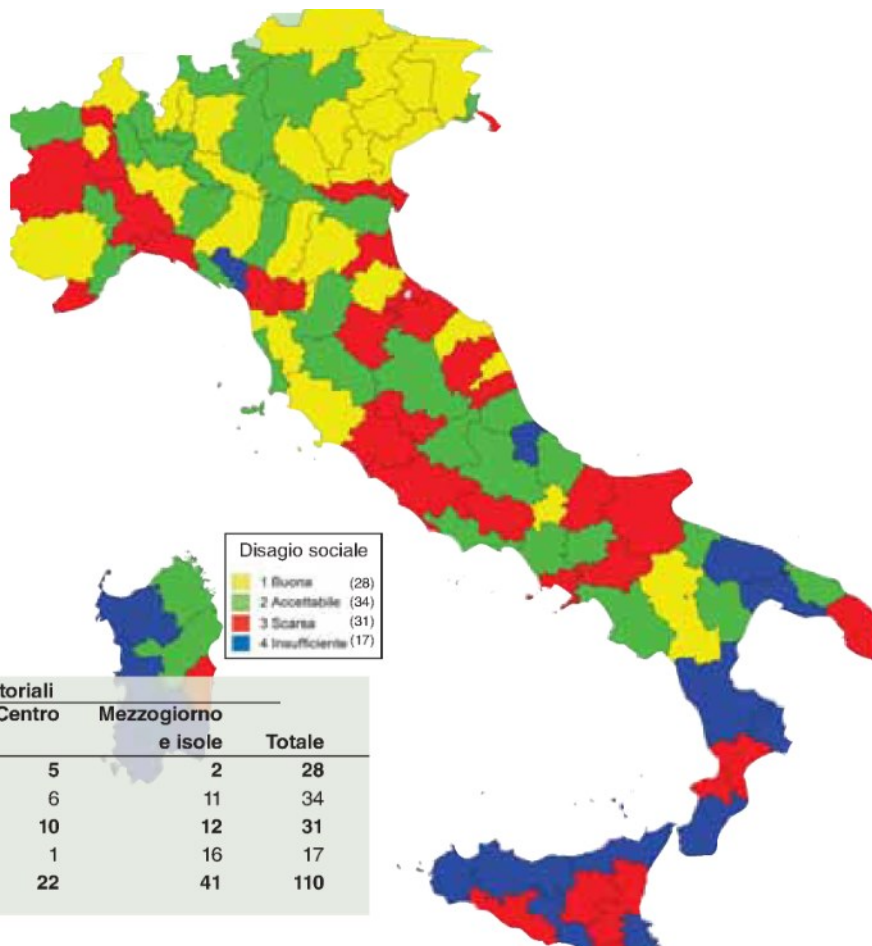 Disagio sociale
1 Buona (28)
2 Accettabile (34)
3 Scarsa (31)
4 Insufficiente (17)
toriali
Centro Mezzogiorno
e isole Totale
5 2 28
6 11 34
10 12 31
1 16 17
22 41 110